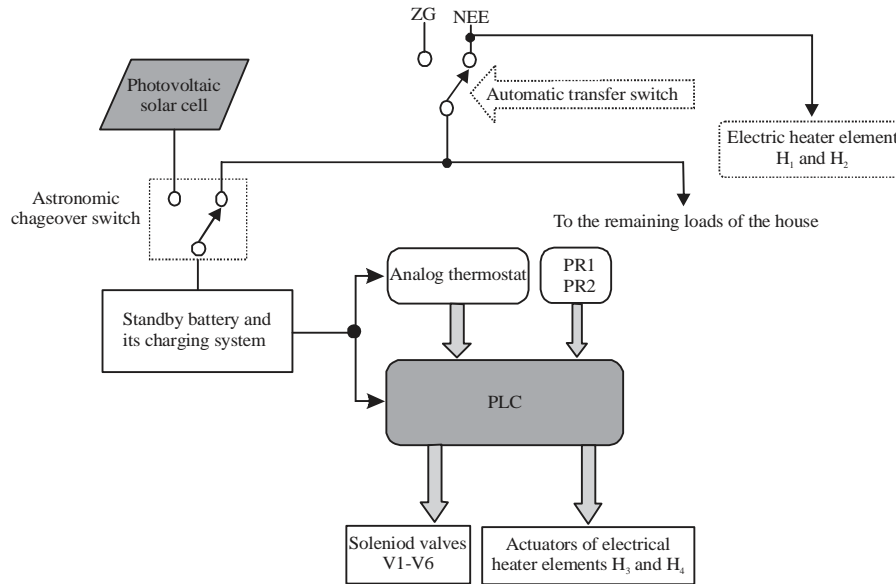 ZG
NEE
Photovoltaic
solar cell
Automatic transfer switch
Electric heater element
H₁ and H₂
Astronomic
chageover switch
To the remaining loads of the house
Analog thermostat
PR1
PR2
Standby battery and
its charging system
PLC
Soleniod valves
V1-V6
Actuators of electrical
heater elements H₃ and H₄